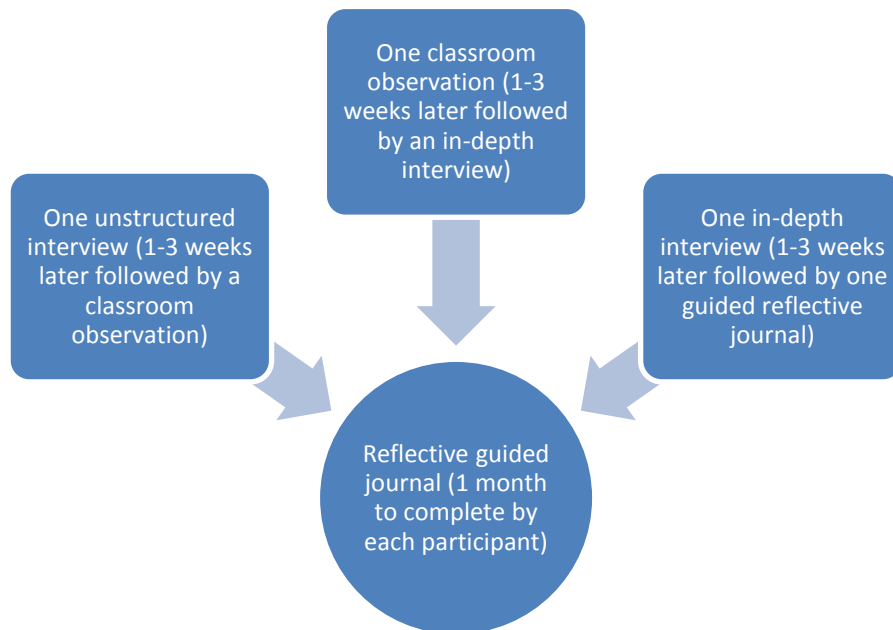 One classroom
observation (1-3
weeks later followed
by an in-depth
interview)
One unstructured
interview (1-3 weeks
later followed by a
classroom
observation)
One in-depth
interview (1-3 weeks
later followed by one
guided reflective
journal)
Reflective guided
journal (1 month
to complete by
each participant)